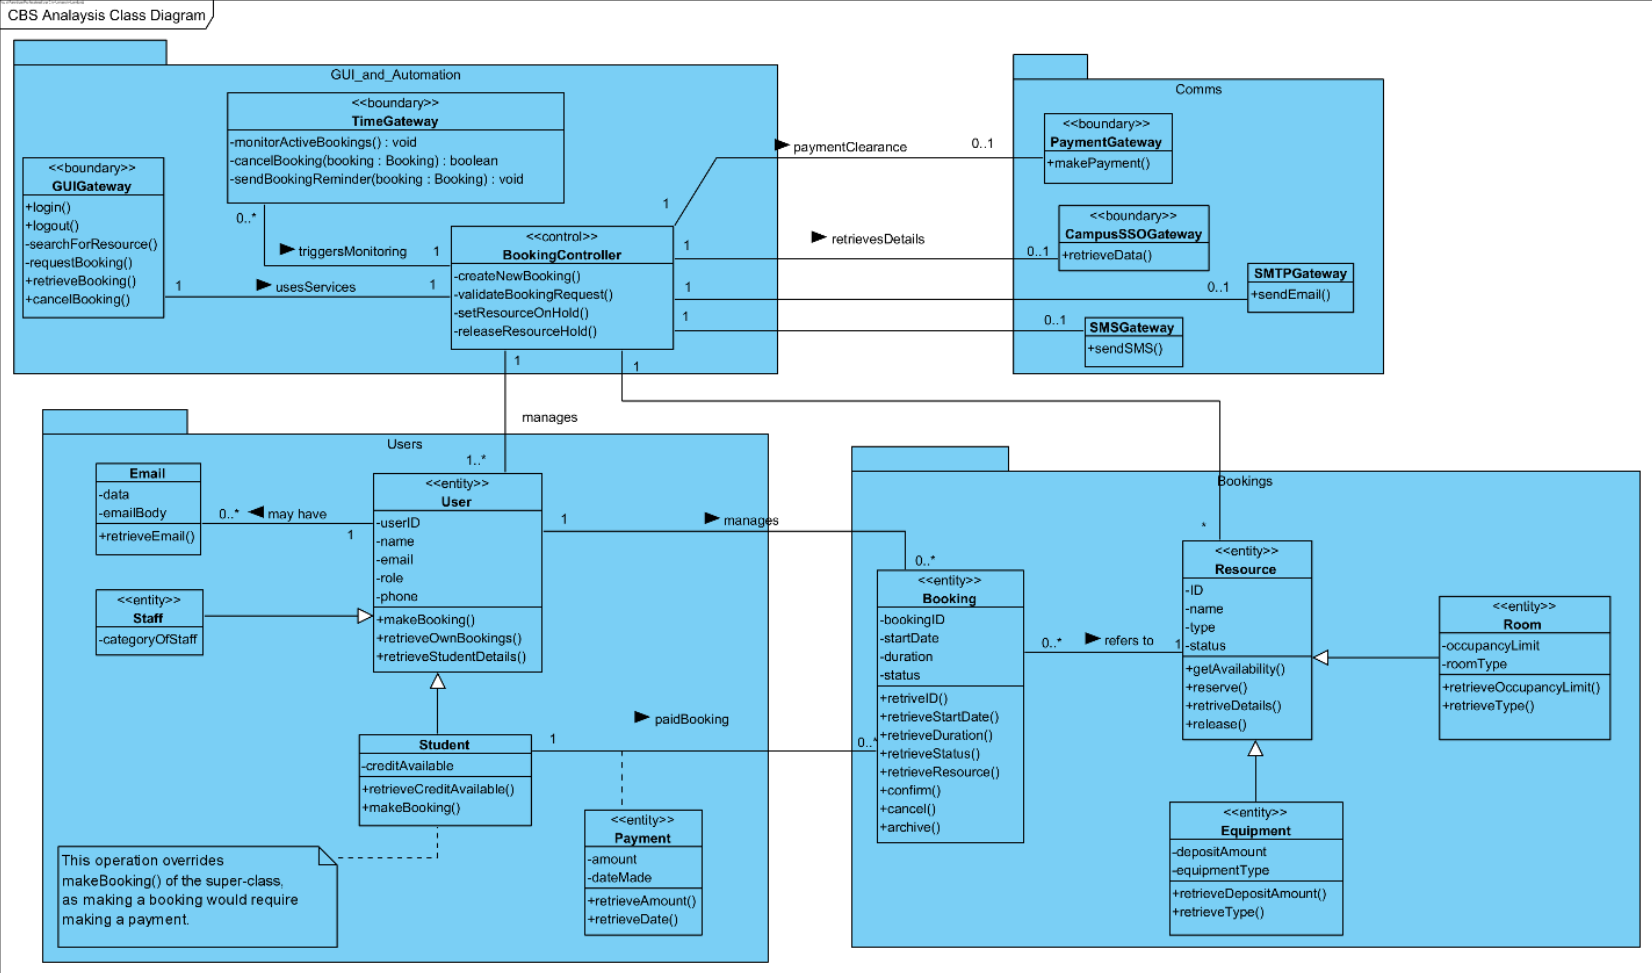 CBS Analaysis Class Diagram
GUI_and_Automation
<<boundary>>
TimeGateway
-monitorActiveBookings() : void
-cancelBooking(booking : Booking) : boolean
-sendBookingReminder(booking : Booking) : void
<<boundary>>
GUIGateway
+login()
+logout()
-searchForResource()
-requestBooking()
+retrieveBooking()
+cancelBooking()
0..*
triggersMonitoring
1
1
usesServices
1
<<control>>
BookingController
-createNewBooking()
-validateBookingRequest()
-setResourceOnHold()
-releaseResourceHold()
1
paymentClearance
0..1
1
retrievesDetails
0..1
1
0..1
1
0..1
Comms
<<boundary>>
PaymentGateway
+makePayment()
<<boundary>>
CampusSSOGateway
+retrieveData()
SMTPGateway
+sendEmail()
SMSGateway
+sendSMS()
1
1
manages
1..*
Users
Email
-data
-emailBody
+retrieveEmail()
0..*
may have
1
<<entity>>
Staff
-categoryOfStaff
<<entity>>
User
-userID
-name
-email
-role
-phone
+makeBooking()
+retrieveOwnBookings()
+retrieveStudentDetails()
1
manages
0..*
Student
-creditAvailable
+retrieveCreditAvailable()
+makeBooking()
1
paidBooking
0..*
<<entity>>
Payment
-amount
-dateMade
+retrieveAmount()
+retrieveDate()
This operation overrides
makeBooking() of the super-class,
as making a booking would require
making a payment.
Bookings
*
<<entity>>
Booking
-bookingID
-startDate
-duration
-status
+retriveID()
+retrieveStartDate()
+retrieveDuration()
+retrieveStatus()
+retrieveResource()
+confirm()
+cancel()
+archive()
0..*
refers to
1
<<entity>>
Resource
-ID
-name
-type
-status
+getAvailability()
+reserve()
+retriveDetails()
+release()
<<entity>>
Room
-occupancyLimit
-roomType
+retrieveOccupancyLimit()
+retrieveType()
<<entity>>
Equipment
-depositAmount
-equipmentType
+retrieveDepositAmount()
+retrieveType()